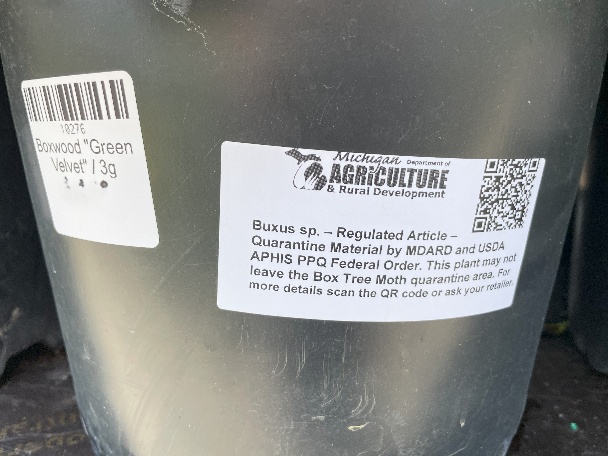 10276
Boxwood "Green
Velvet" / 3g
Michigan Department of
AGRICULTURE
& Rural Development
Buxus sp. – Regulated Article –
Quarantine Material by MDARD and USDA
APHIS PPQ Federal Order. This plant may not
leave the Box Tree Moth quarantine area. For
more details scan the QR code or ask your retailer.